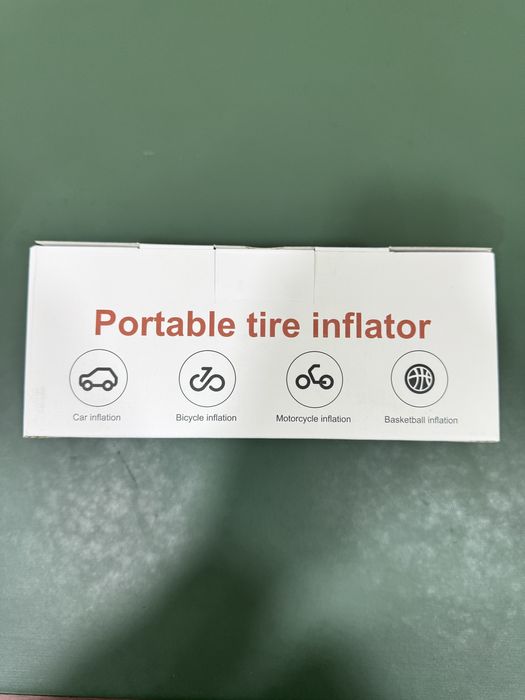 Portable tire inflator
Car inflation
Bicycle inflation
Motorcycle inflation
Basketball inflation